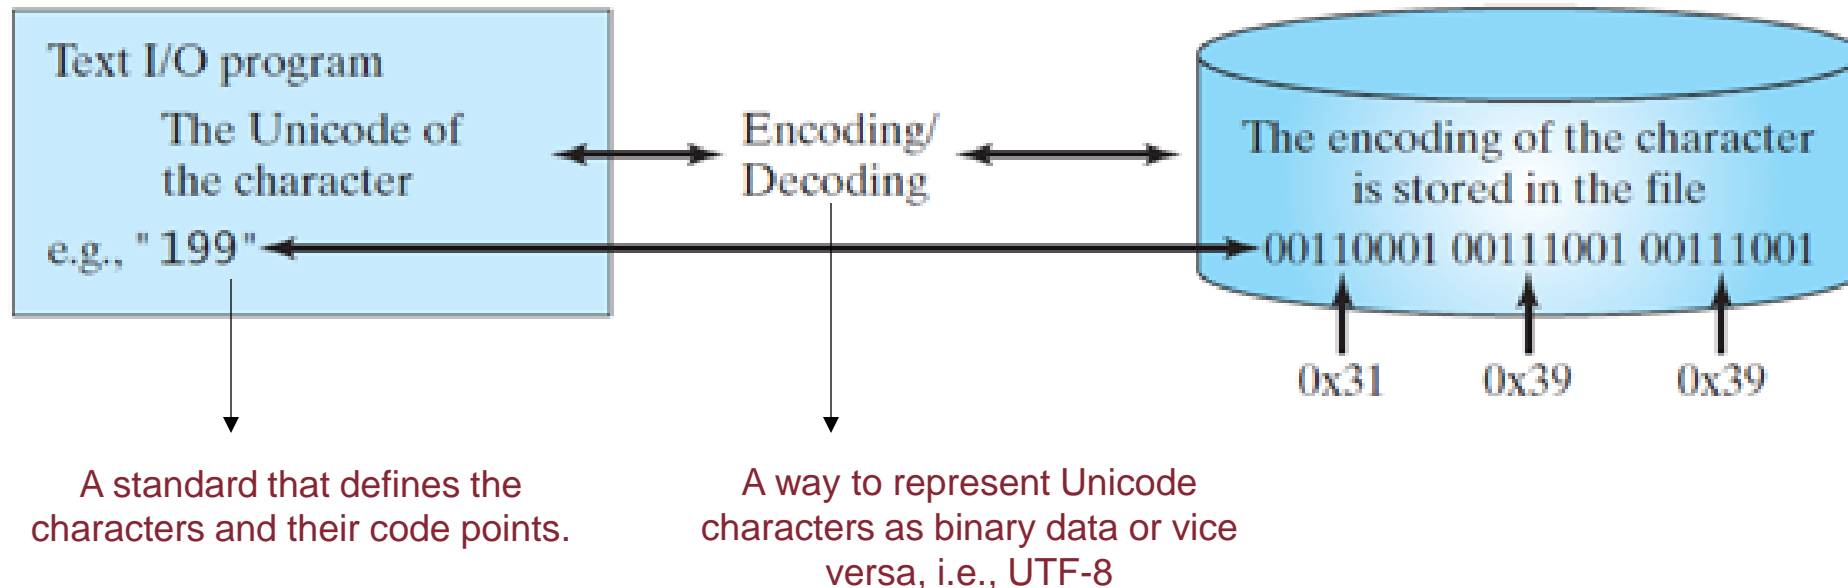 Text I/O program
The Unicode of
the character
e.g., "199"
Encoding/
Decoding
The encoding of the character
is stored in the file
00110001 00111001 00111001
0x31 0x39 0x39
A standard that defines the
characters and their code points.
A way to represent Unicode
characters as binary data or vice
versa, i.e., UTF-8